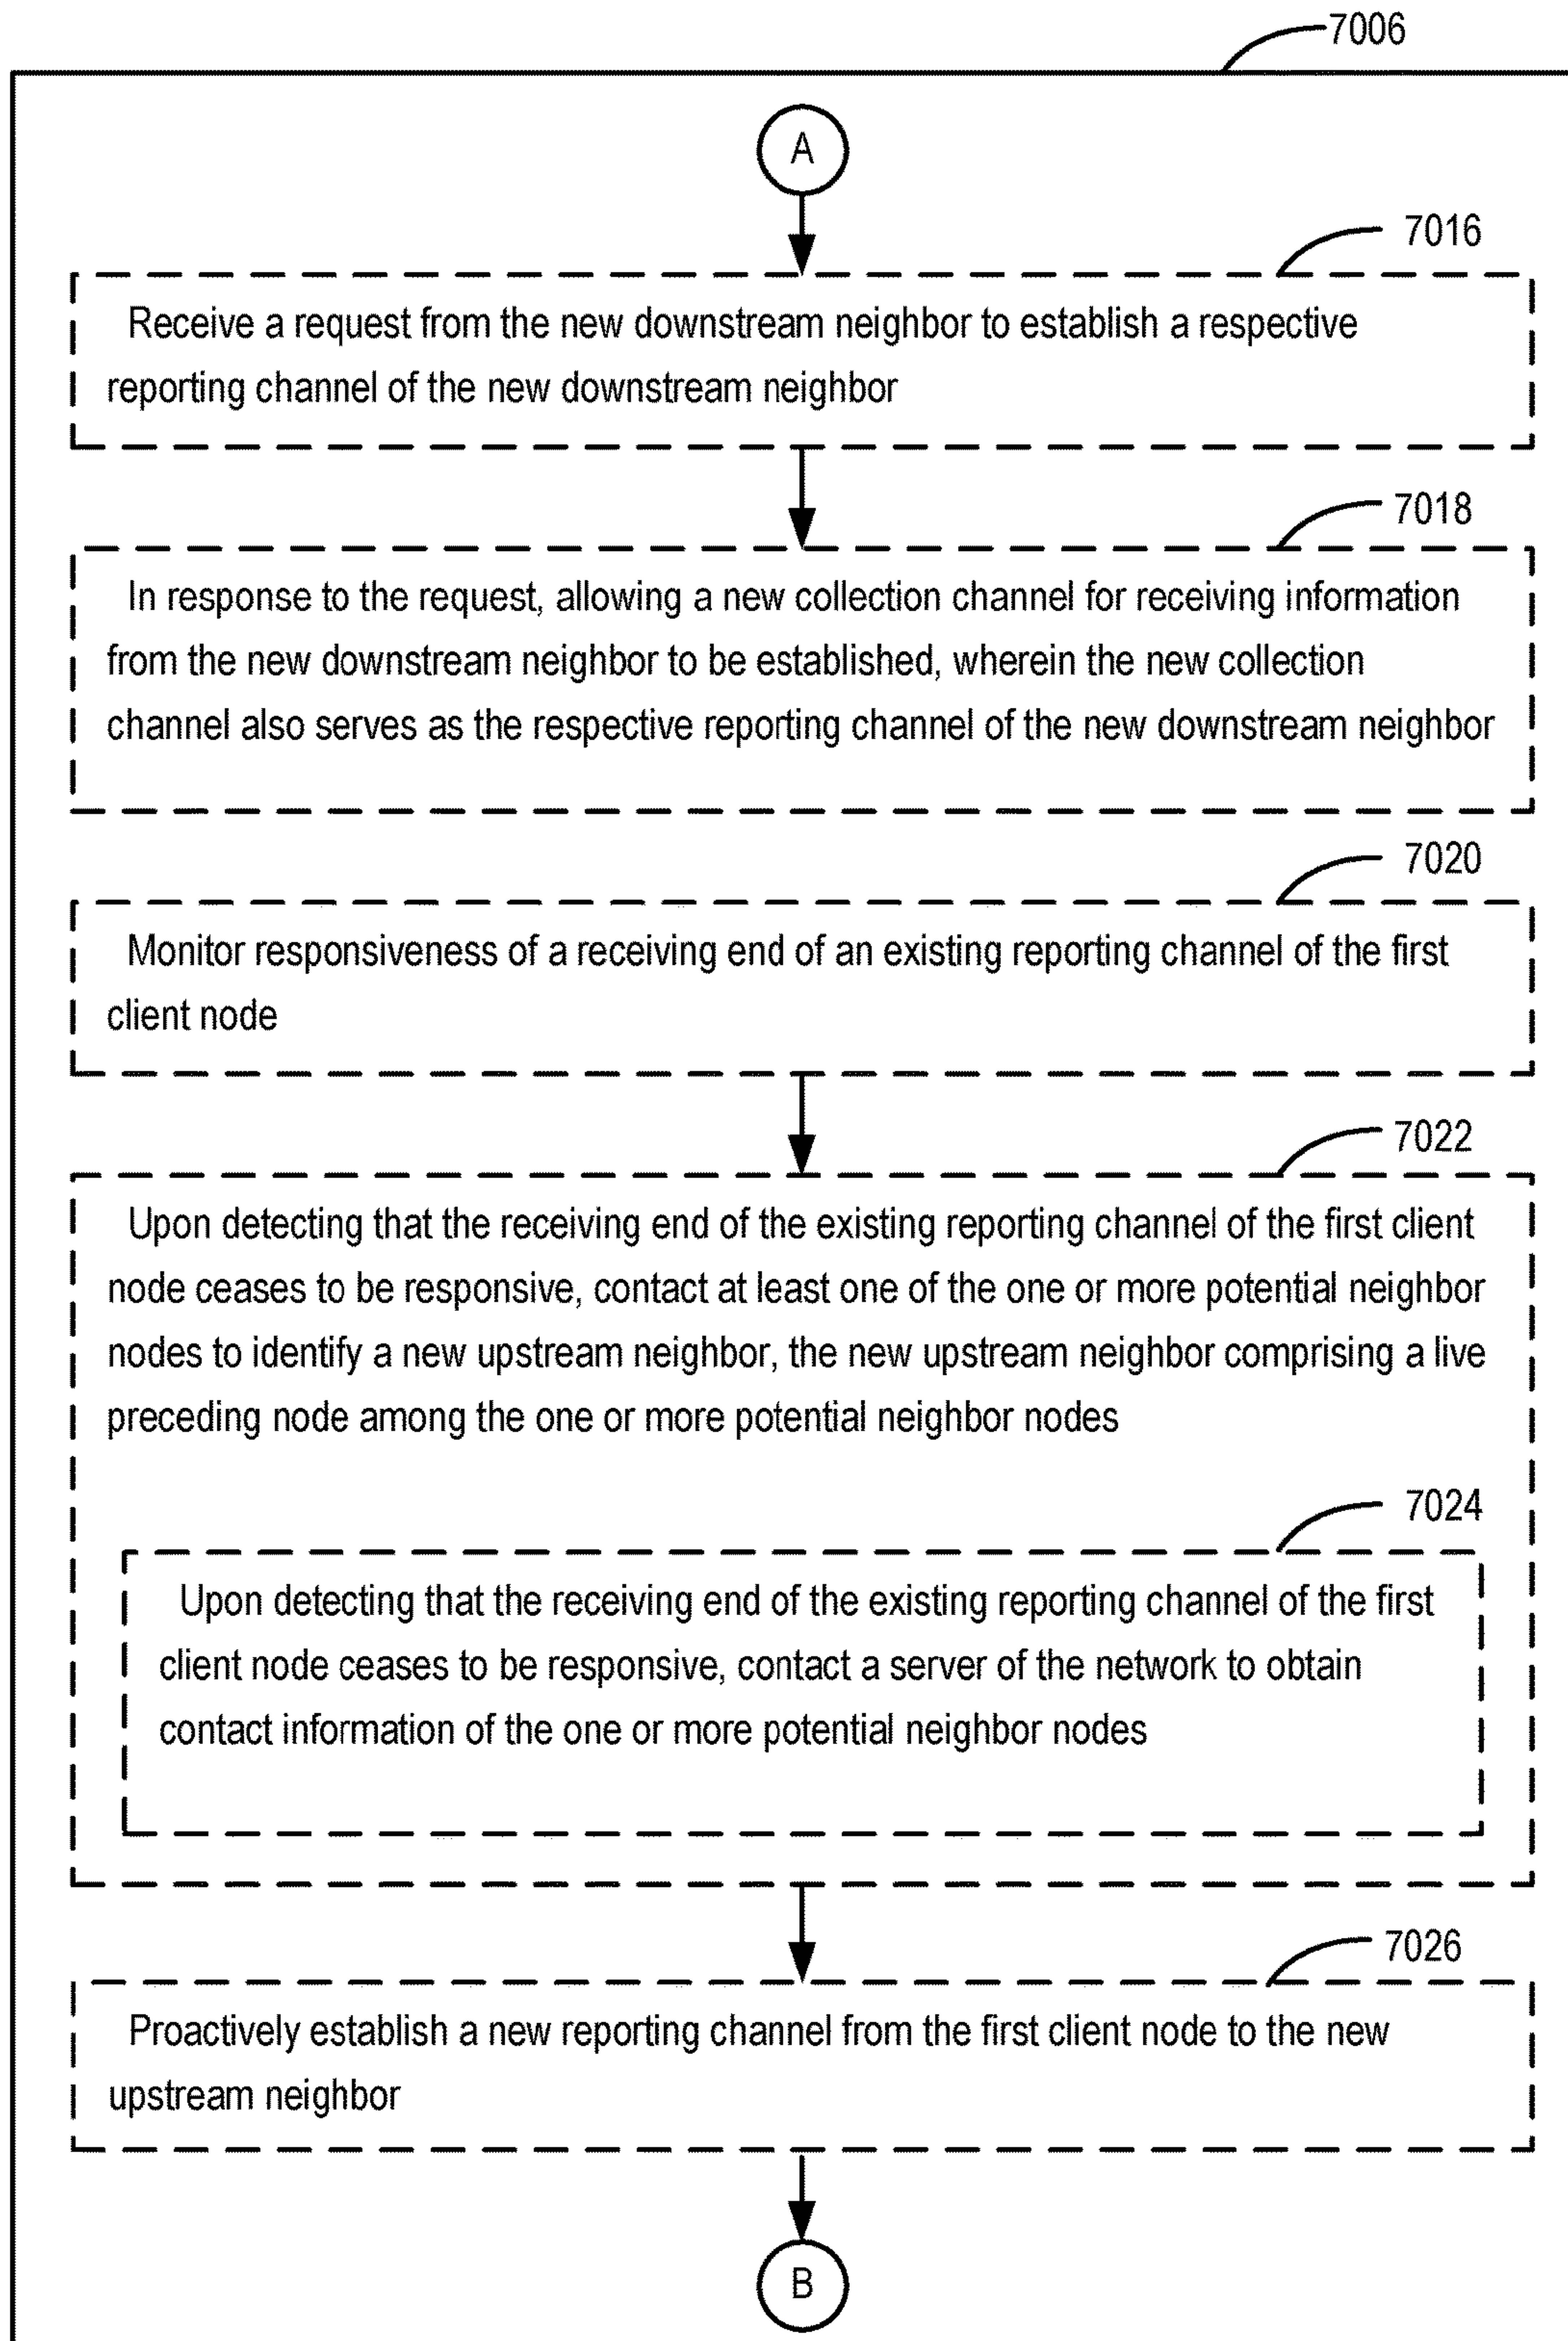 7006
A
7016
Receive a request from the new downstream neighbor to establish a respective
reporting channel of the new downstream neighbor
7018
In response to the request, allowing a new collection channel for receiving information
from the new downstream neighbor to be established, wherein the new collection
channel also serves as the respective reporting channel of the new downstream neighbor
7020
Monitor responsiveness of a receiving end of an existing reporting channel of the first
client node
7022
Upon detecting that the receiving end of the existing reporting channel of the first client
node ceases to be responsive, contact at least one of the one or more potential neighbor
nodes to identify a new upstream neighbor, the new upstream neighbor comprising a live
preceding node among the one or more potential neighbor nodes
7024
Upon detecting that the receiving end of the existing reporting channel of the first
client node ceases to be responsive, contact a server of the network to obtain
contact information of the one or more potential neighbor nodes
7026
Proactively establish a new reporting channel from the first client node to the new
upstream neighbor
B